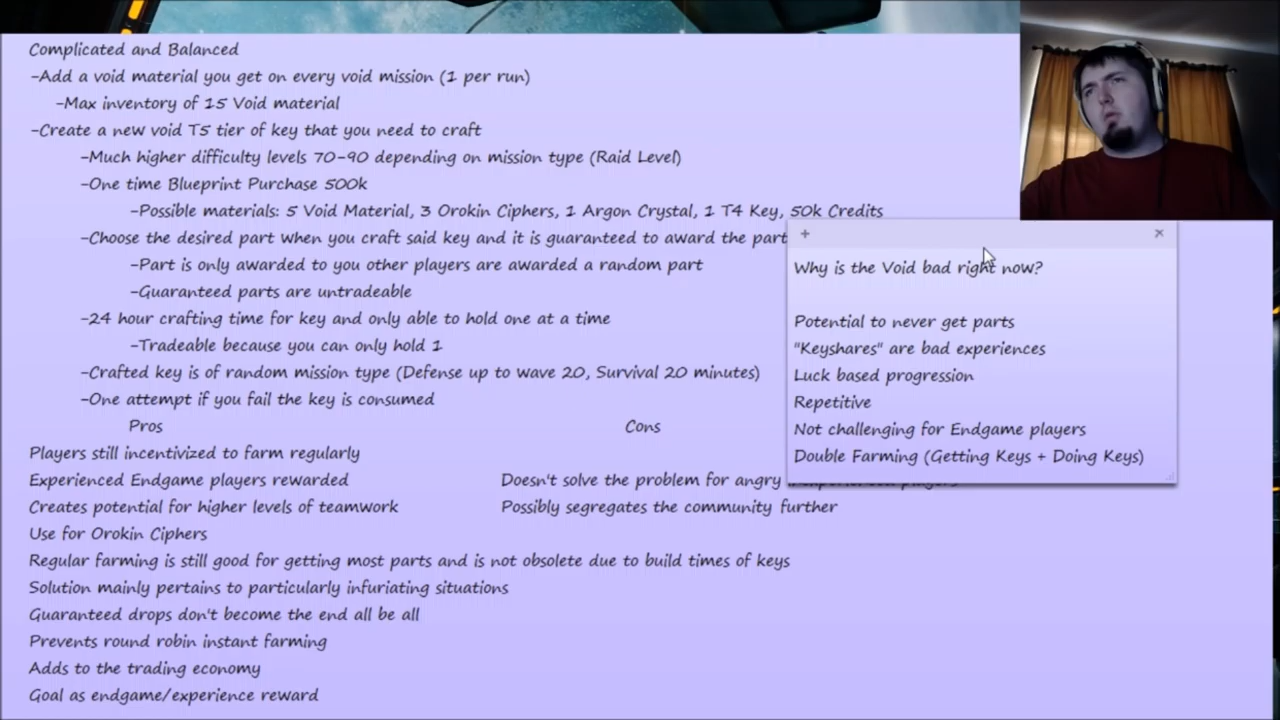 Complicated and Balanced
-Add a void material you get on every void mission (1 per run)
-Max inventory of 15 Void material
-Create a new void T5 tier of key that you need to craft
-Much higher difficulty levels 70-90 depending on mission type (Raid Level)
-One time Blueprint Purchase 500k
-Possible materials: 5 Void Material, 3 Orokin Ciphers, 1 Argon Crystal, 1 T4 Key, 50k Credits
-Choose the desired part when you craft said key and it is guaranteed to award the part
-Part is only awarded to you other players are awarded a random part
-Guaranteed parts are untradeable
-24 hour crafting time for key and only able to hold one at a time
-Tradeable because you can only hold 1
-Crafted key is of random mission type (Defense up to wave 20, Survival 20 minutes)
-One attempt if you fail the key is consumed
Pros Cons
Players still incentivized to farm regularly
Experienced Endgame players rewarded Doesn't solve the problem for angry
Creates potential for higher levels of teamwork Possibly segregates the community further
Use for Orokin Ciphers
Regular farming is still good for getting most parts and is not obsolete due to build times of keys
Solution mainly pertains to particularly infuriating situations
Guaranteed drops don't become the end all be all
Prevents round robin instant farming
Adds to the trading economy
Goal as endgame/experience reward
Why is the Void bad right now?
Potential to never get parts
"Keyshares" are bad experiences
Luck based progression
Repetitive
Not challenging for Endgame players
Double Farming (Getting Keys + Doing Keys)